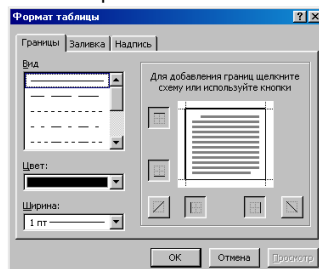 Формат таблицы
Границы Заливка Надпись
Вид
Для добавления границ щелкните
схему или используйте кнопки
Цвет:
Ширина:
1 пт
ОК Отмена Просмотр